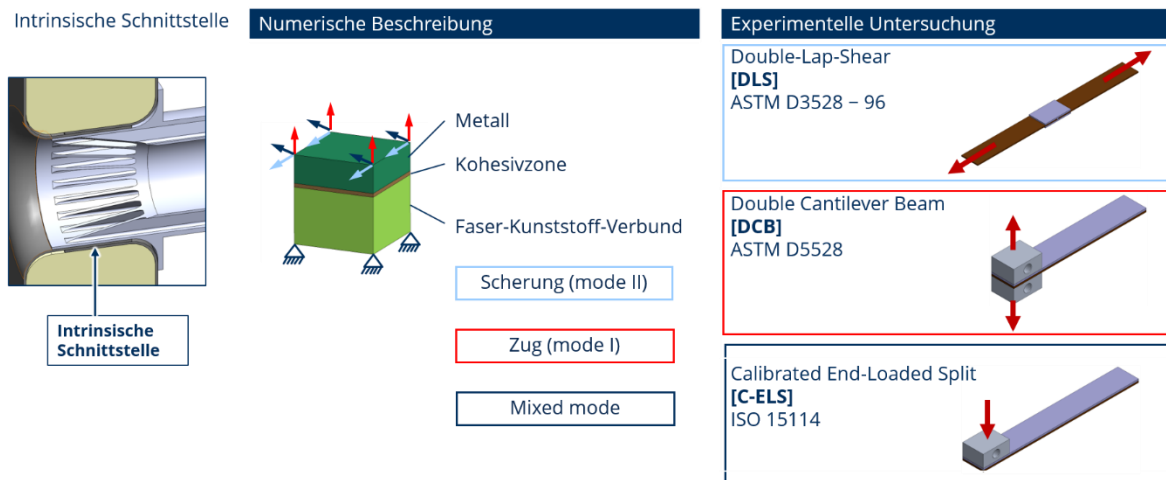 Intrinsische Schnittstelle
Intrinsische
Schnittstelle
Numerische Beschreibung
Metall
Kohesivzone
Faser-Kunststoff-Verbund
Scherung (mode II)
Zug (mode I)
Mixed mode
Experimentelle Untersuchung
Double-Lap-Shear
[DLS]
ASTM D3528 – 96
Double Cantilever Beam
[DCB]
ASTM D5528
Calibrated End-Loaded Split
[C-ELS]
ISO 15114